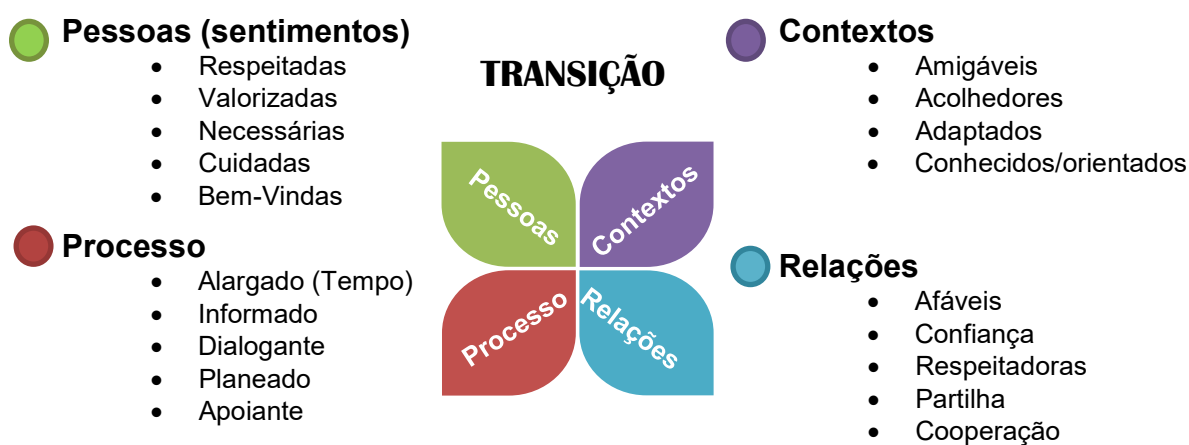 Pessoas (sentimentos)
• Respeitadas
• Valorizadas
• Necessárias
• Cuidadas
• Bem-Vindas
Processo
• Alargado (Tempo)
• Informado
• Dialogante
• Planeado
• Apoiante
TRANSIÇÃO
Pessoas
Contextos
Processo
Relações
Contextos
• Amigáveis
• Acolhedores
• Adaptados
• Conhecidos/orientados
Relações
• Afáveis
• Confiança
• Respeitadoras
• Partilha
• Cooperação